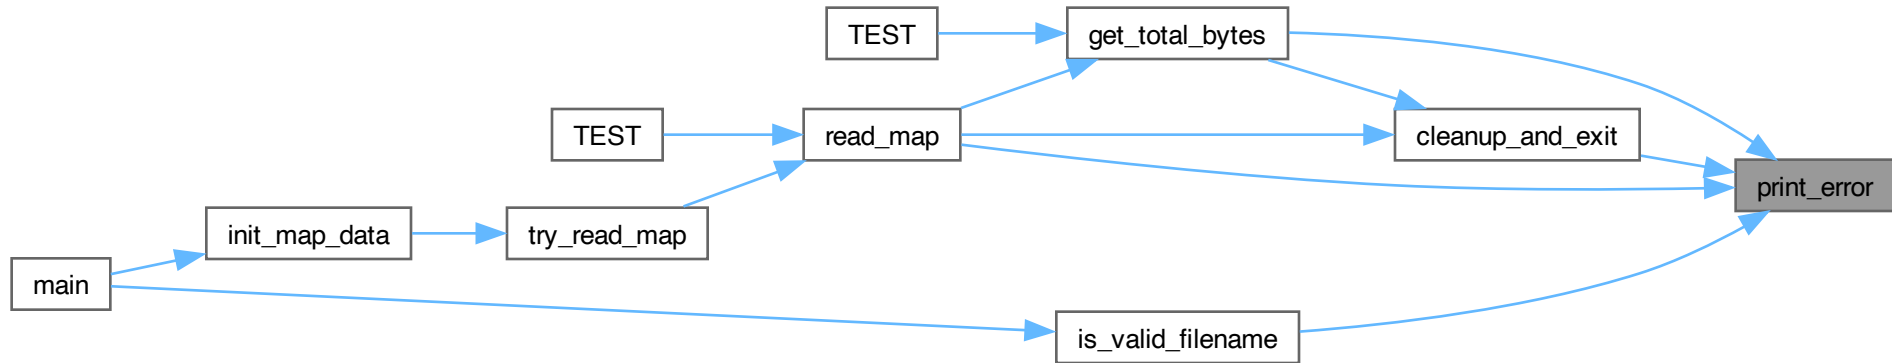 TEST
get_total_bytes
TEST
read_map
cleanup_and_exit
print_error
init_map_data
try_read_map
main
is_valid_filename